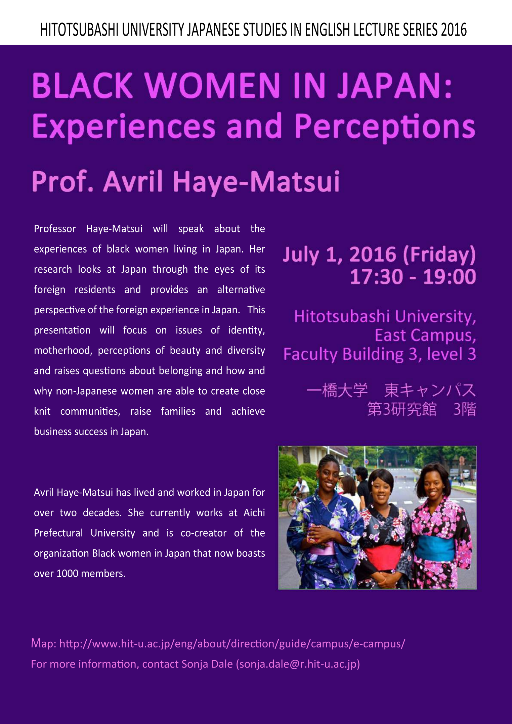 HITOTSUBASHI UNIVERSITY JAPANESE STUDIES IN ENGLISH LECTURE SERIES 2016
BLACK WOMEN IN JAPAN:
Experiences and Perceptions
Prof. Avril Haye-Matsui
Professor Haye-Matsui will speak about the
experiences of black women living in Japan. Her
research looks at Japan through the eyes of its
foreign residents and provides an alternative
perspective of the foreign experience in Japan. This
presentation will focus on issues of identity,
motherhood, perceptions of beauty and diversity
and raises questions about belonging and how and
why non-Japanese women are able to create close
knit communities, raise families and achieve
business success in Japan.
Avril Haye-Matsui has lived and worked in Japan for
over two decades. She currently works at Aichi
Prefectural University and is co-creator of the
organization Black women in Japan that now boasts
over 1000 members.
July 1, 2016 (Friday)
17:30 - 19:00
Hitotsubashi University,
East Campus,
Faculty Building 3, level 3
一橋大学 東キャンパス
第3研究館 3階
Map: http://www.hit-u.ac.jp/eng/about/direction/guide/campus/e-campus/
For more information, contact Sonja Dale (sonja.dale@r.hit-u.ac.jp)